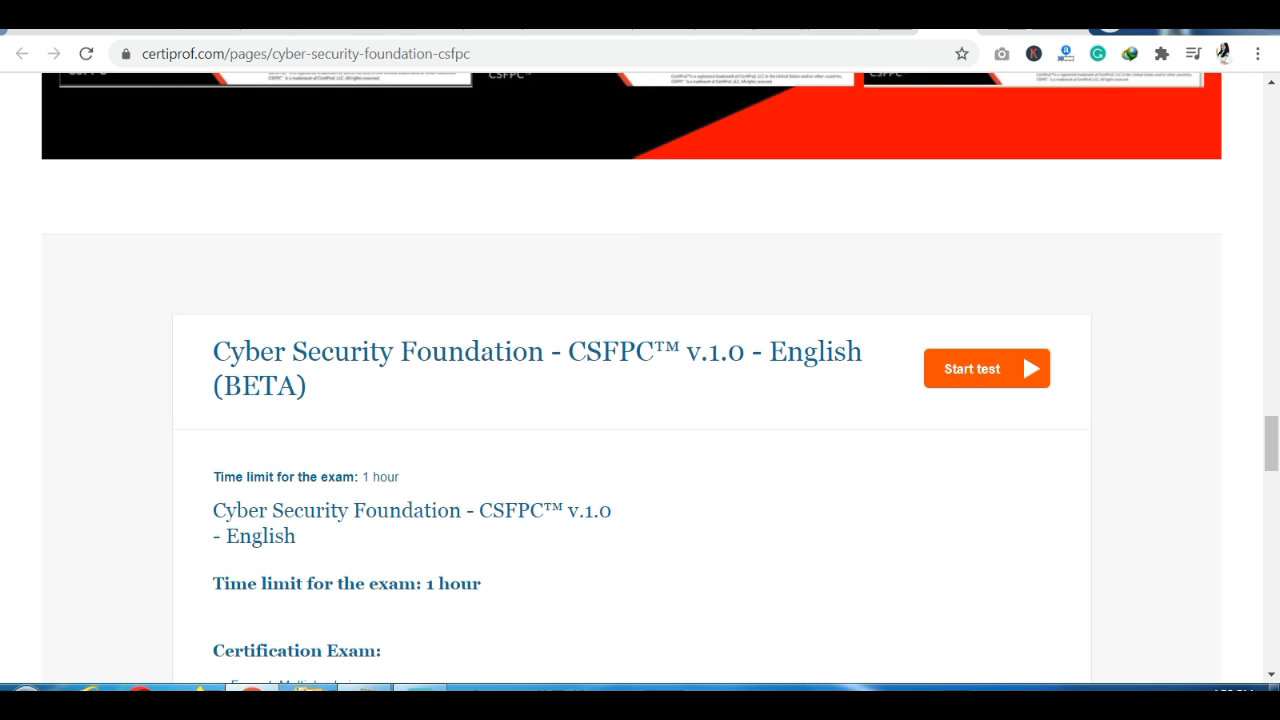 certiprof.com/pages/cyber-security-foundation-csfpc
CSFPC™
Cyber Security Foundation - CSFPC™ v.1.0 - English
(BETA)
Start test
Time limit for the exam: 1 hour
Cyber Security Foundation - CSFPC™ v.1.0
- English
Time limit for the exam: 1 hour
Certification Exam: